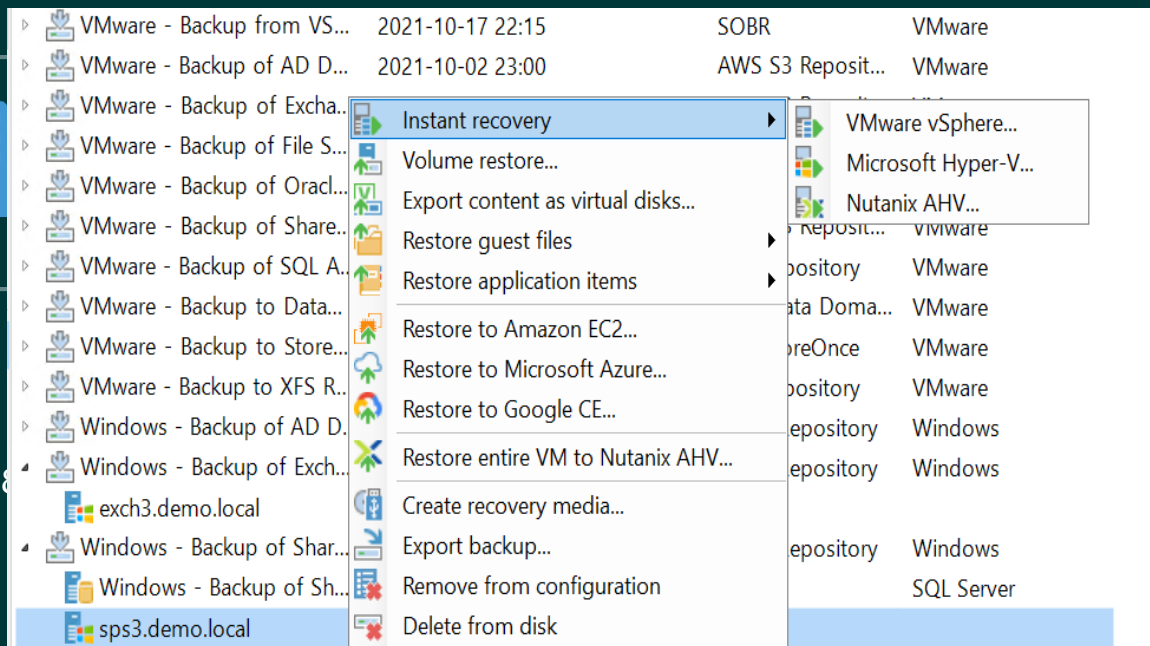 VMware - Backup from VS... 2021-10-17 22:15 SOBR VMware
VMware - Backup of AD D... 2021-10-02 23:00 AWS S3 Reposit... VMware
VMware - Backup of Excha...
VMware - Backup of File S...
VMware - Backup of Oracl...
VMware - Backup of Share... Reposit... VMware
VMware - Backup of SQL A... VMware
VMware - Backup to Data... Doma... VMware
VMware - Backup to Store... VMware
VMware - Backup to XFS R... VMware
Windows - Backup of AD D. Windows
Windows - Backup of Exch... Windows
exch3.demo.local
Windows - Backup of Shar... Windows
Windows - Backup of Sh... SQL Server
sps3.demo.local
Instant recovery
Volume restore...
Export content as virtual disks...
Restore guest files
Restore application items
Restore to Amazon EC2...
Restore to Microsoft Azure...
Restore to Google CE...
Restore entire VM to Nutanix AHV...
Create recovery media...
Export backup...
Remove from configuration
Delete from disk
VMware vSphere...
Microsoft Hyper-V...
Nutanix AHV...